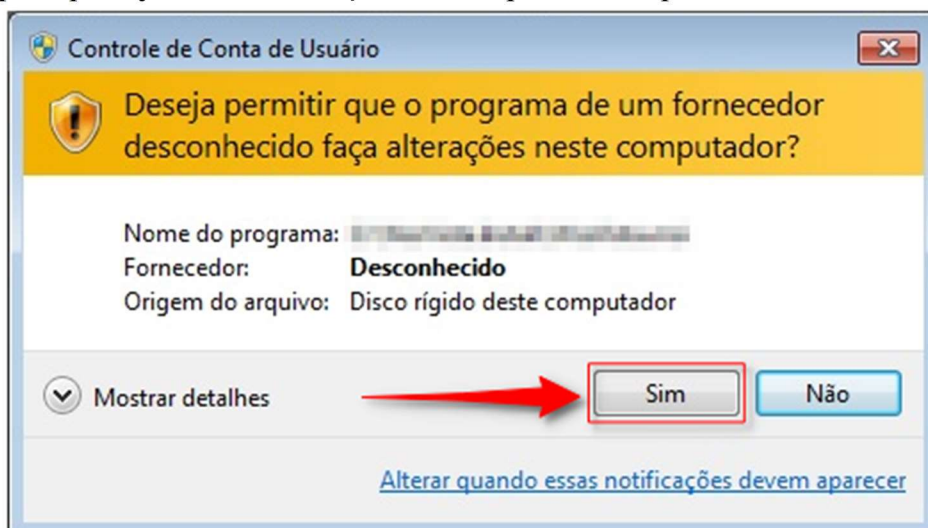 Controle de Conta de Usuário
Deseja permitir que o programa de um fornecedor
desconhecido faça alterações neste computador?
Nome do programa:
Fornecedor: Desconhecido
Origem do arquivo: Disco rígido deste computador
Mostrar detalhes
Sim
Não
Alterar quando essas notificações devem aparecer